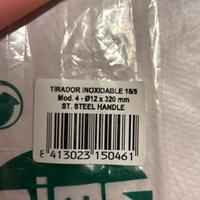 TIRADOR INOXIDABLE 18/8
Mod. 4 - Ø12 x 320 mm
ST. STEEL HANDLE
8 413023 150461